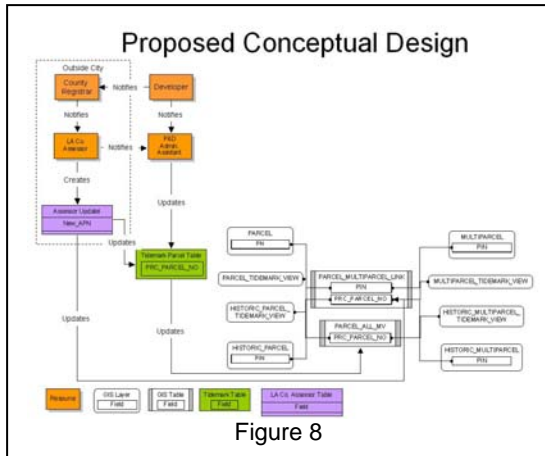 Proposed Conceptual Design
Outside City
County
Registrar
Notifies
Developer
Notifies
Notifies
LA Co.
Assessor
Notifies
Admin.
Assistant
Creates
Updates
Assessor Update
New_APN
Updates
Tidemark Parcel Table
PRC_PARCEL_NO
Updates
Updates
PARCEL
PIN
PARCEL_TIDEMARK_VIEW
HISTORIC_PARCEL_
TIDEMARK_VIEW
HISTORIC_PARCEL
PIN
PARCEL_MULTIPARCEL_LINK
PIN
PRC_PARCEL_NO
PARCEL_ALL_MV
PRC_PARCEL_NO
MULTIPARCEL
PIN
MULTIPARCEL_TIDEMARK_VIEW
HISTORIC_MULTIPARCEL_
TIDEMARK_VIEW
HISTORIC_MULTIPARCEL
PIN
GIS Layer
Field
GIS Table
Field
Tidemark Table
Field
LA Co. Assessor Table
Field
Figure 8